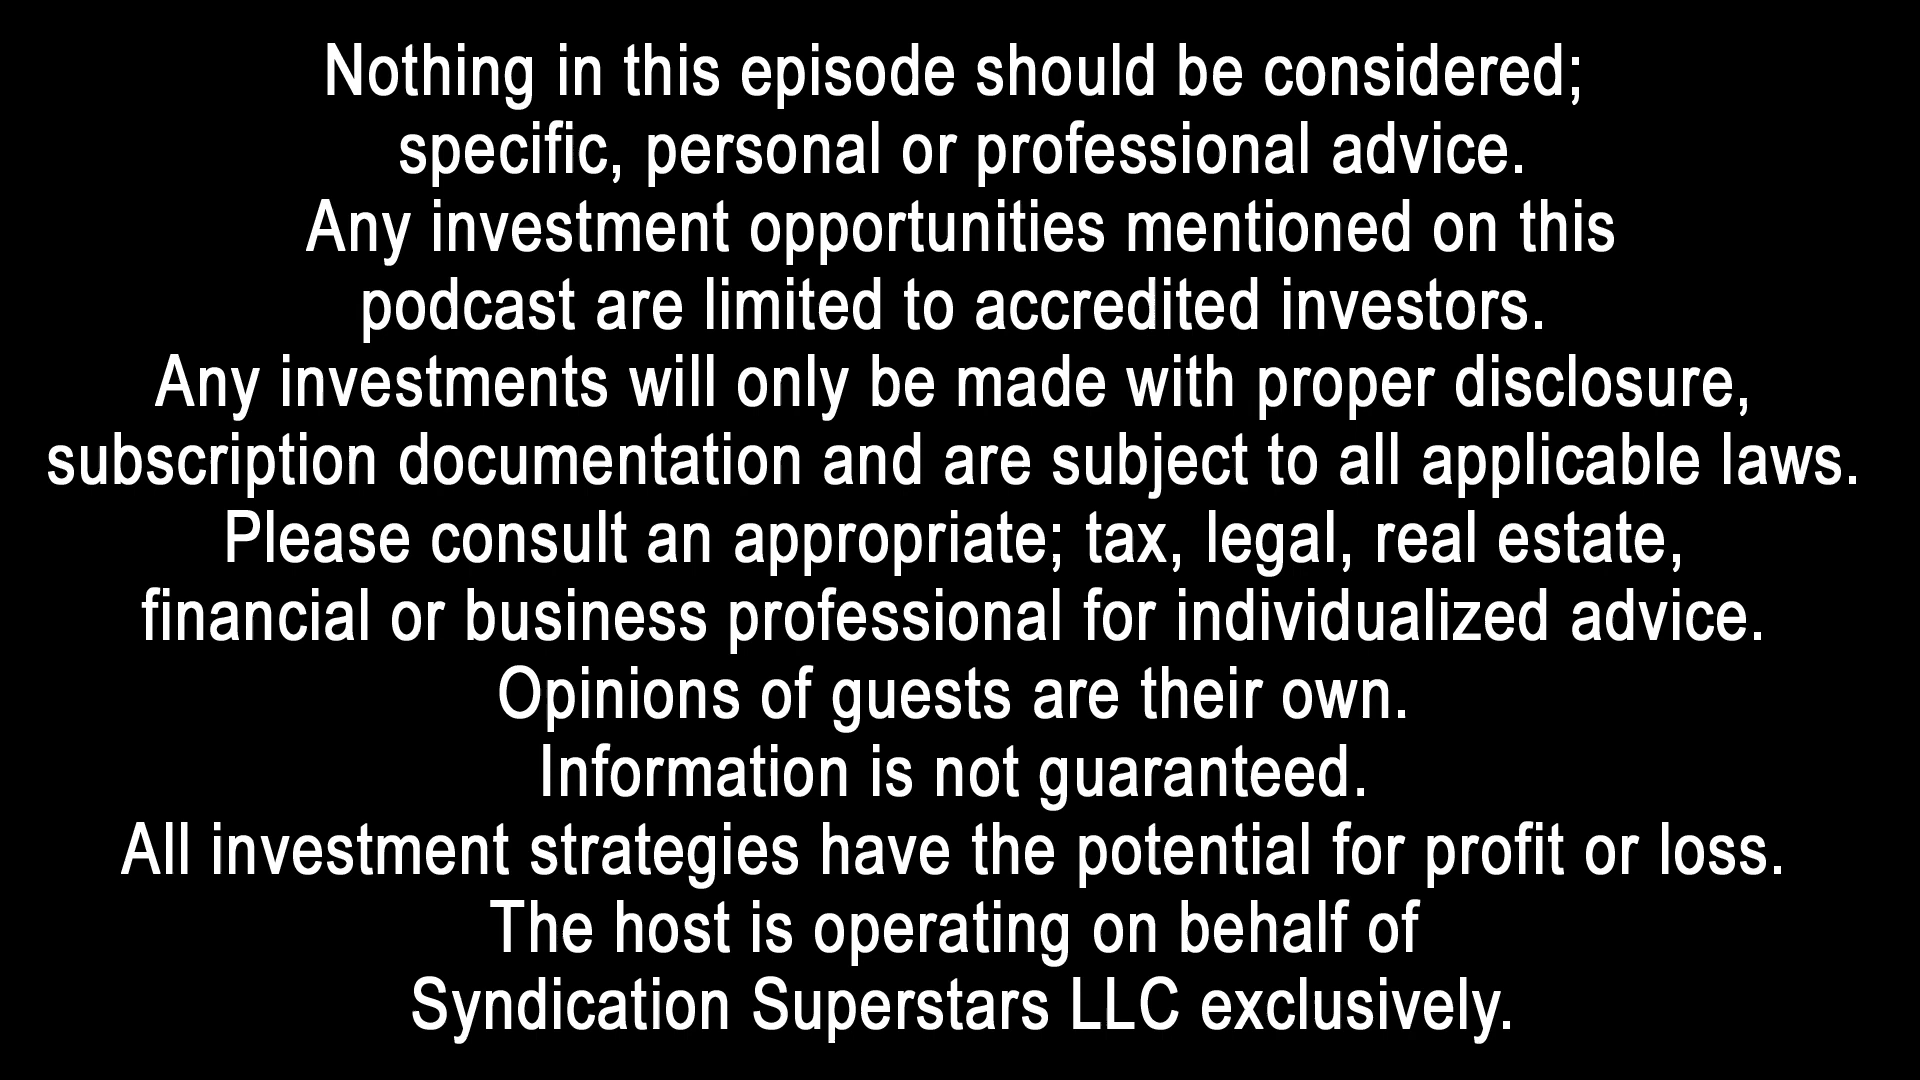 Nothing in this episode should be considered;
specific, personal or professional advice.
Any investment opportunities mentioned on this
podcast are limited to accredited investors.
Any investments will only be made with proper disclosure,
subscription documentation and are subject to all applicable laws.
Please consult an appropriate; tax, legal, real estate,
financial or business professional for individualized advice.
Opinions of guests are their own.
Information is not guaranteed.
All investment strategies have the potential for profit or loss.
The host is operating on behalf of
Syndication Superstars LLC exclusively.